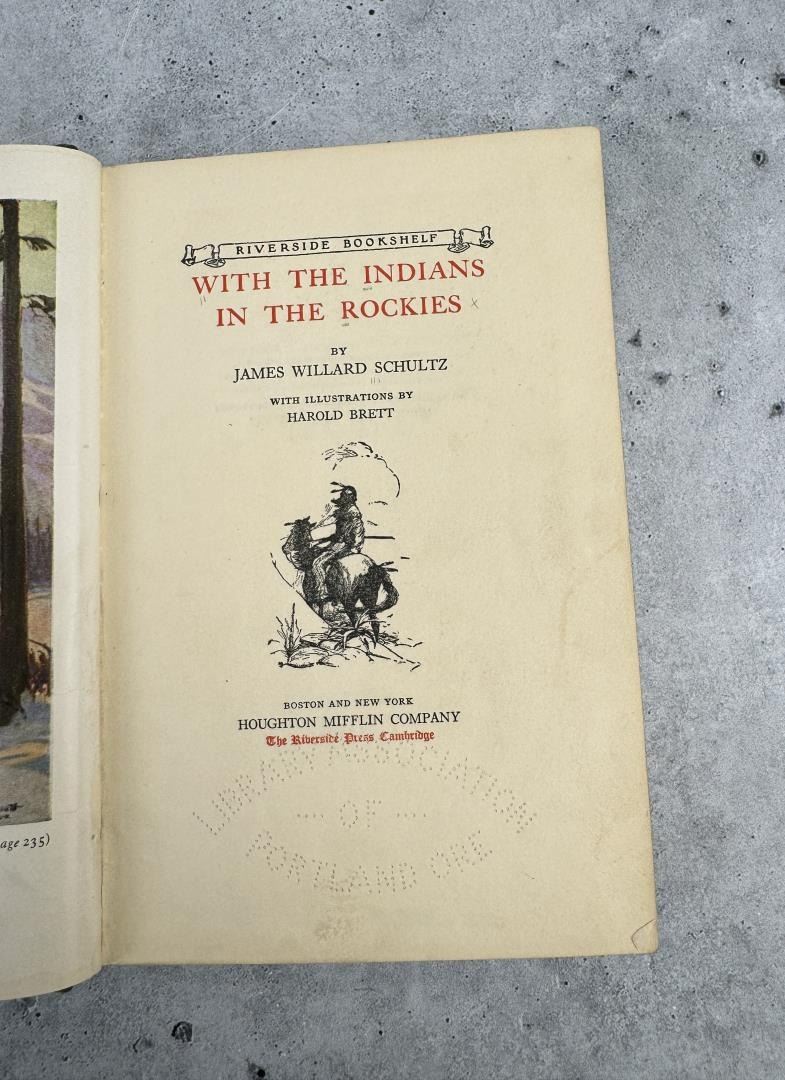 age 235)
RIVERSIDE BOOKSHELF
WITH THE INDIANS
IN THE ROCKIES
BY
JAMES WILLARD SCHULTZ
WITH ILLUSTRATIONS BY
HAROLD BRETT
BOSTON AND NEW YORK
HOUGHTON MIFFLIN COMPANY
The Riverside Press Cambridge
LIBRARY ASSOCIATION
OF
PORTLAND ORE